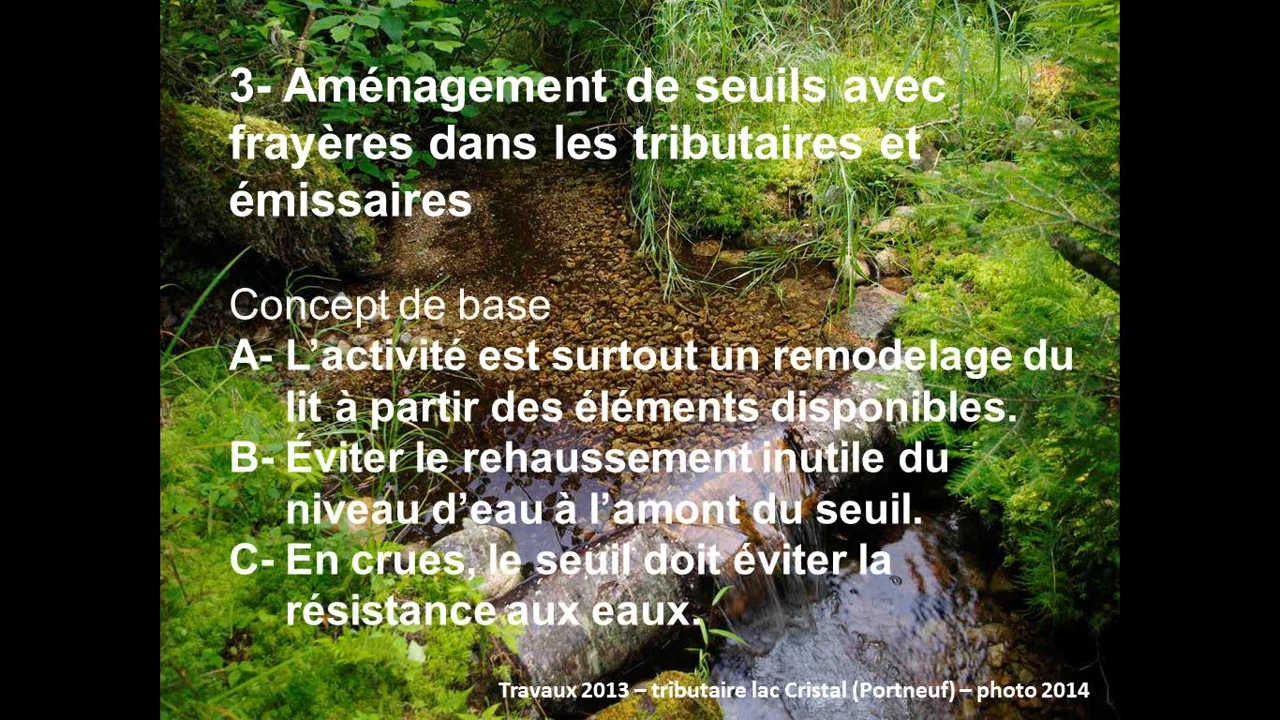 3- Aménagement de seuils avec
frayères dans les tributaires et
émissaires
Concept de base
A- L’activité est surtout un remodelage du
lit à partir des éléments disponibles.
B- Éviter le rehaussement inutile du
niveau d’eau à l’amont du seuil.
C- En crues, le seuil doit éviter la
résistance aux eaux.
Travaux 2013 – tributaire lac Cristal (Portneuf) – photo 2014